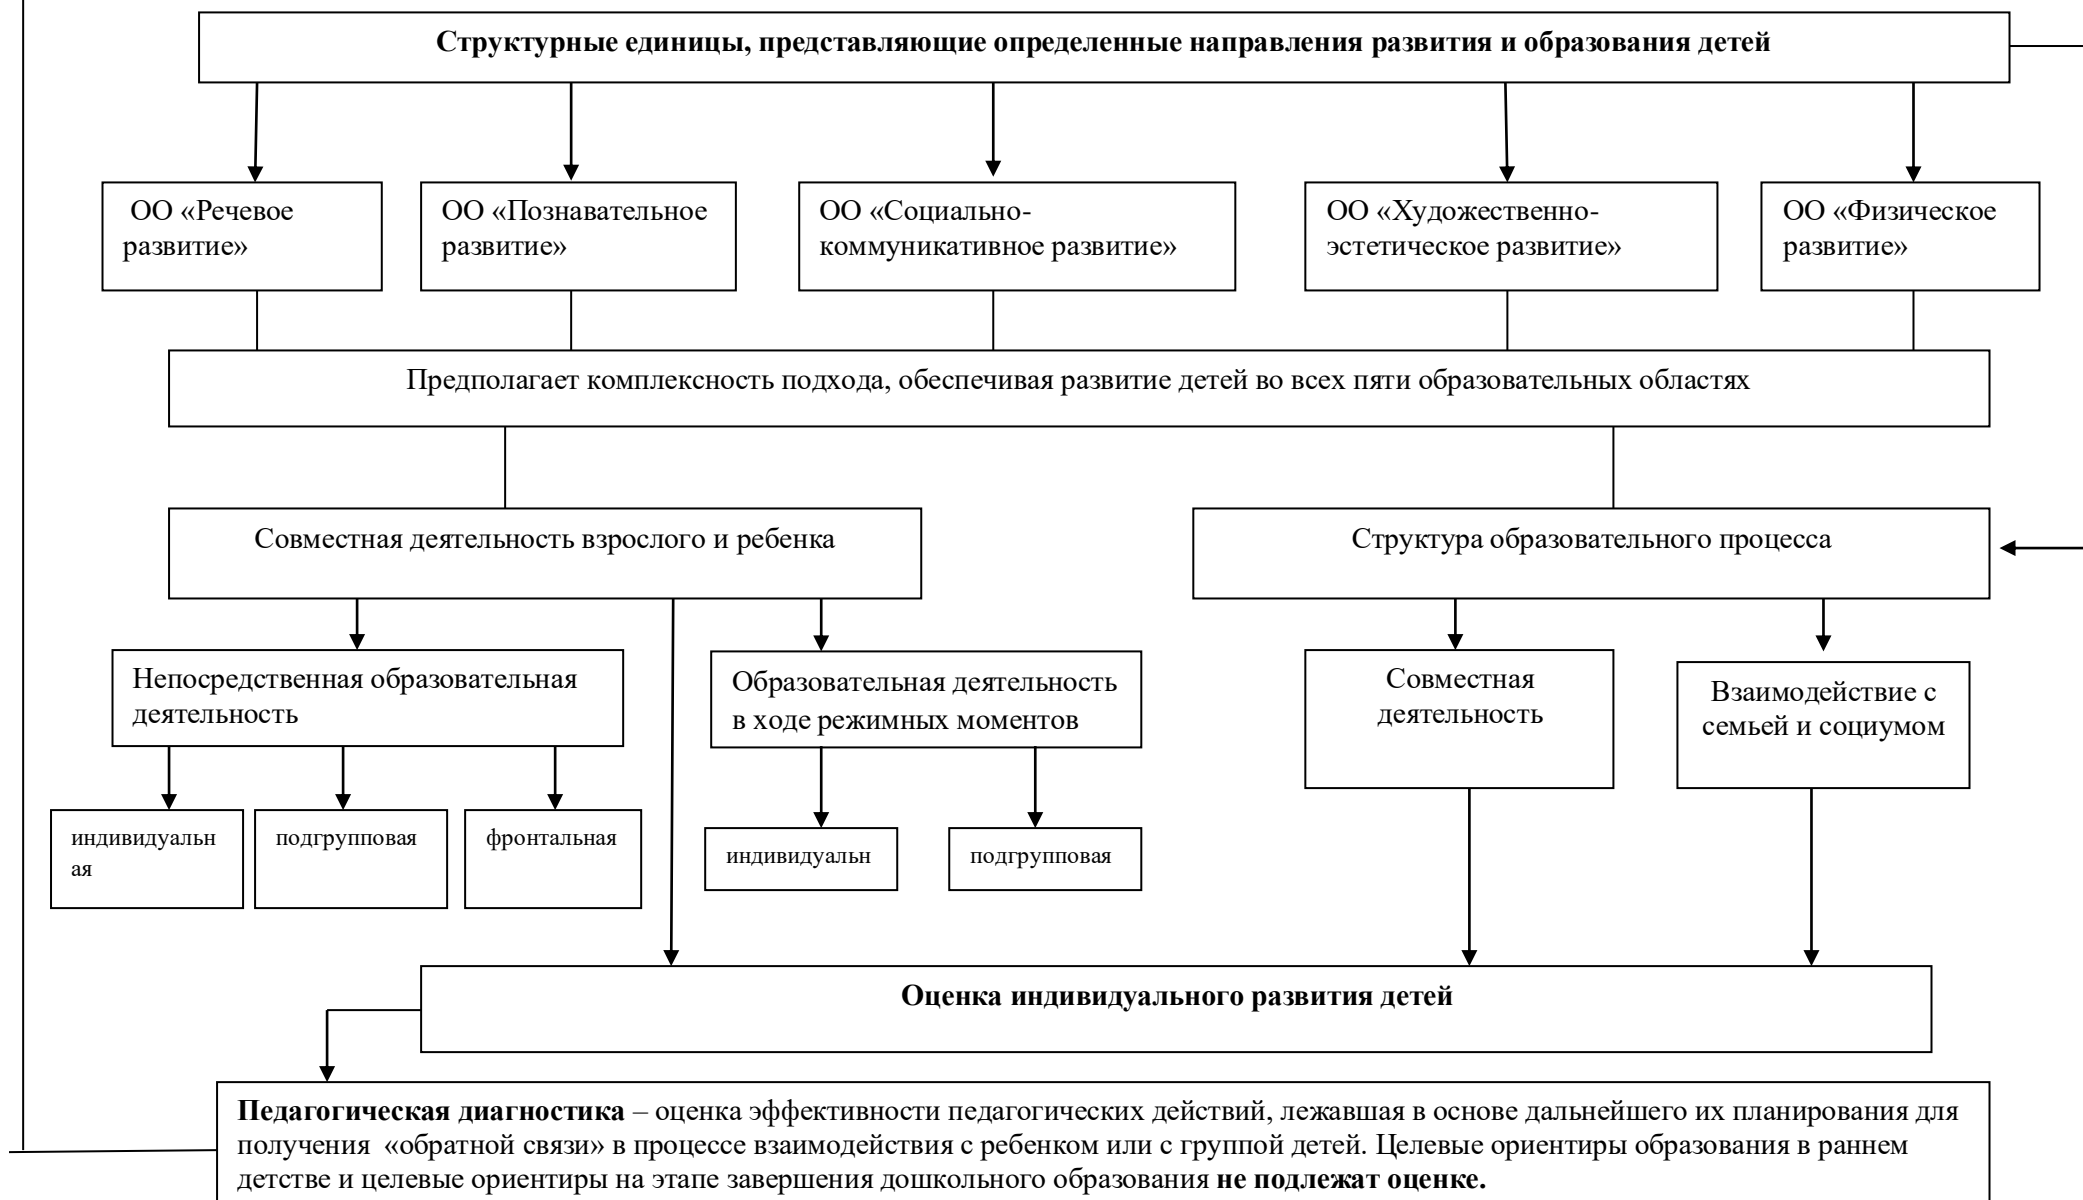 Структурные единицы, представляющие определенные направления развития и образования детей
ОО «Речевое
развитие»
ОО «Познавательное
развитие»
ОО «Социально-
коммуникативное развитие»
ОО «Художественно-
эстетическое развитие»
ОО «Физическое
развитие»
Предполагает комплексность подхода, обеспечивая развитие детей во всех пяти образовательных областях
Совместная деятельность взрослого и ребенка
Структура образовательного процесса
Непосредственная образовательная
деятельность
Образовательная деятельность
в ходе режимных моментов
Совместная
деятельность
Взаимодействие с
семьей и социумом
индивидуальн
ая
подгрупповая
фронтальная
индивидуальн
подгрупповая
Оценка индивидуального развития детей
Педагогическая диагностика – оценка эффективности педагогических действий, лежавшая в основе дальнейшего их планирования для
получения «обратной связи» в процессе взаимодействия с ребенком или с группой детей. Целевые ориентиры образования в раннем
детстве и целевые ориентиры на этапе завершения дошкольного образования не подлежат оценке.